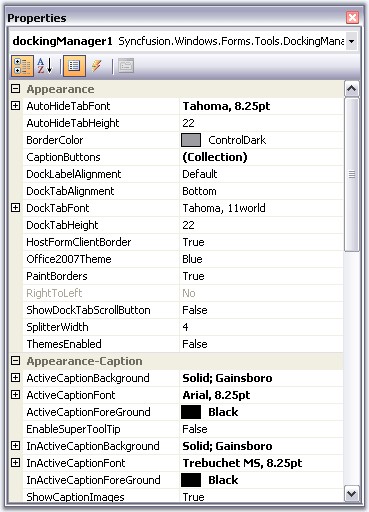 Properties
dockingManager1 Syncfusion.Windows.Forms.Tools.DockingMana
Appearance
AutoHideTabFont Tahoma, 8.25pt
AutoHideTabHeight 22
BorderColor ControlDark
CaptionButtons (Collection)
DockLabelAlignment Default
DockTabAlignment Bottom
DockTabFont Tahoma, 11world
DockTabHeight 22
HostFormClientBorder True
Office2007Theme Blue
PaintBorders True
RightToLeft No
ShowDockTabScrollButton False
SplitterWidth 4
ThemesEnabled False
Appearance-Caption
ActiveCaptionBackground Solid; Gainsboro
ActiveCaptionFont Arial, 8.25pt
ActiveCaptionForeGround Black
EnableSuperToolTip False
InActiveCaptionBackground Solid; Gainsboro
InActiveCaptionFont Trebuchet MS, 8.25pt
InActiveCaptionForeGround Black
ShowCaptionImages True